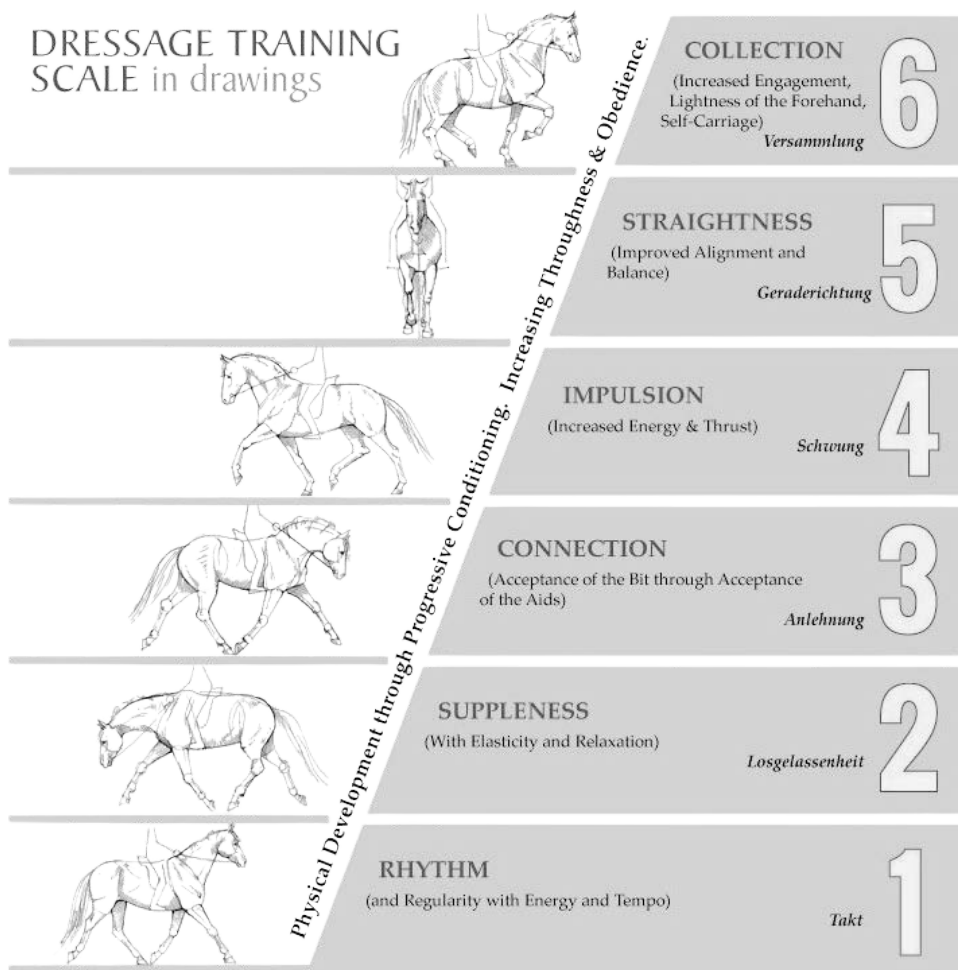 DRESSAGE TRAINING
SCALE in drawings
COLLECTION
(Increased Engagement,
Lightness of the Forehand,
Self-Carriage)
Versammlung
6
STRAIGHTNESS
(Improved Alignment and
Balance)
Geraderichtung
5
IMPULSION
(Increased Energy & Thrust)
Schwung
4
CONNECTION
(Acceptance of the Bit through Acceptance
of the Aids)
Anlehnung
3
SUPPLENESS
(With Elasticity and Relaxation)
Losgelassenheit
2
RHYTHM
(and Regularity with Energy and Tempo)
Takt
1
Physical Development through Progressive Conditioning. Increasing Throughness & Obedience.